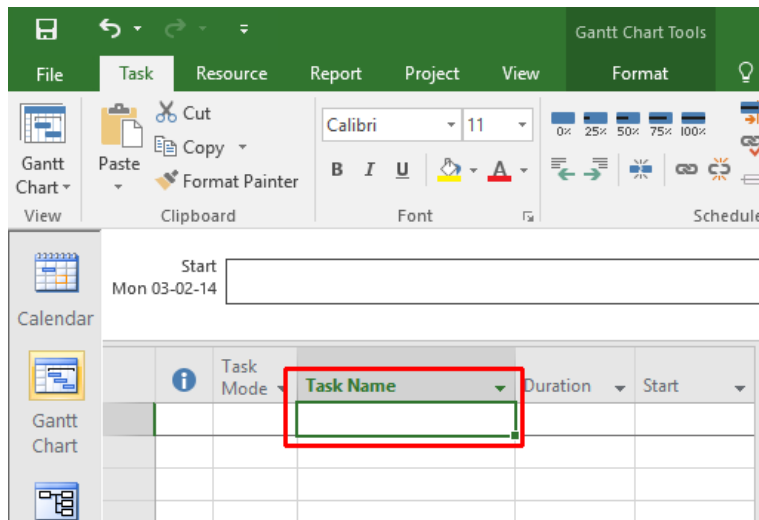 Gantt Chart Tools
File Task Resource Report Project View Format
Cut
Calibri 11
0% 25% 50% 75% 100%
Copy
Gantt Chart
Paste
Format Painter
B I U A
View Clipboard Font Schedule
Start
Mon 03-02-14
Calendar
Task Mode Task Name Duration Start
Gantt
Chart